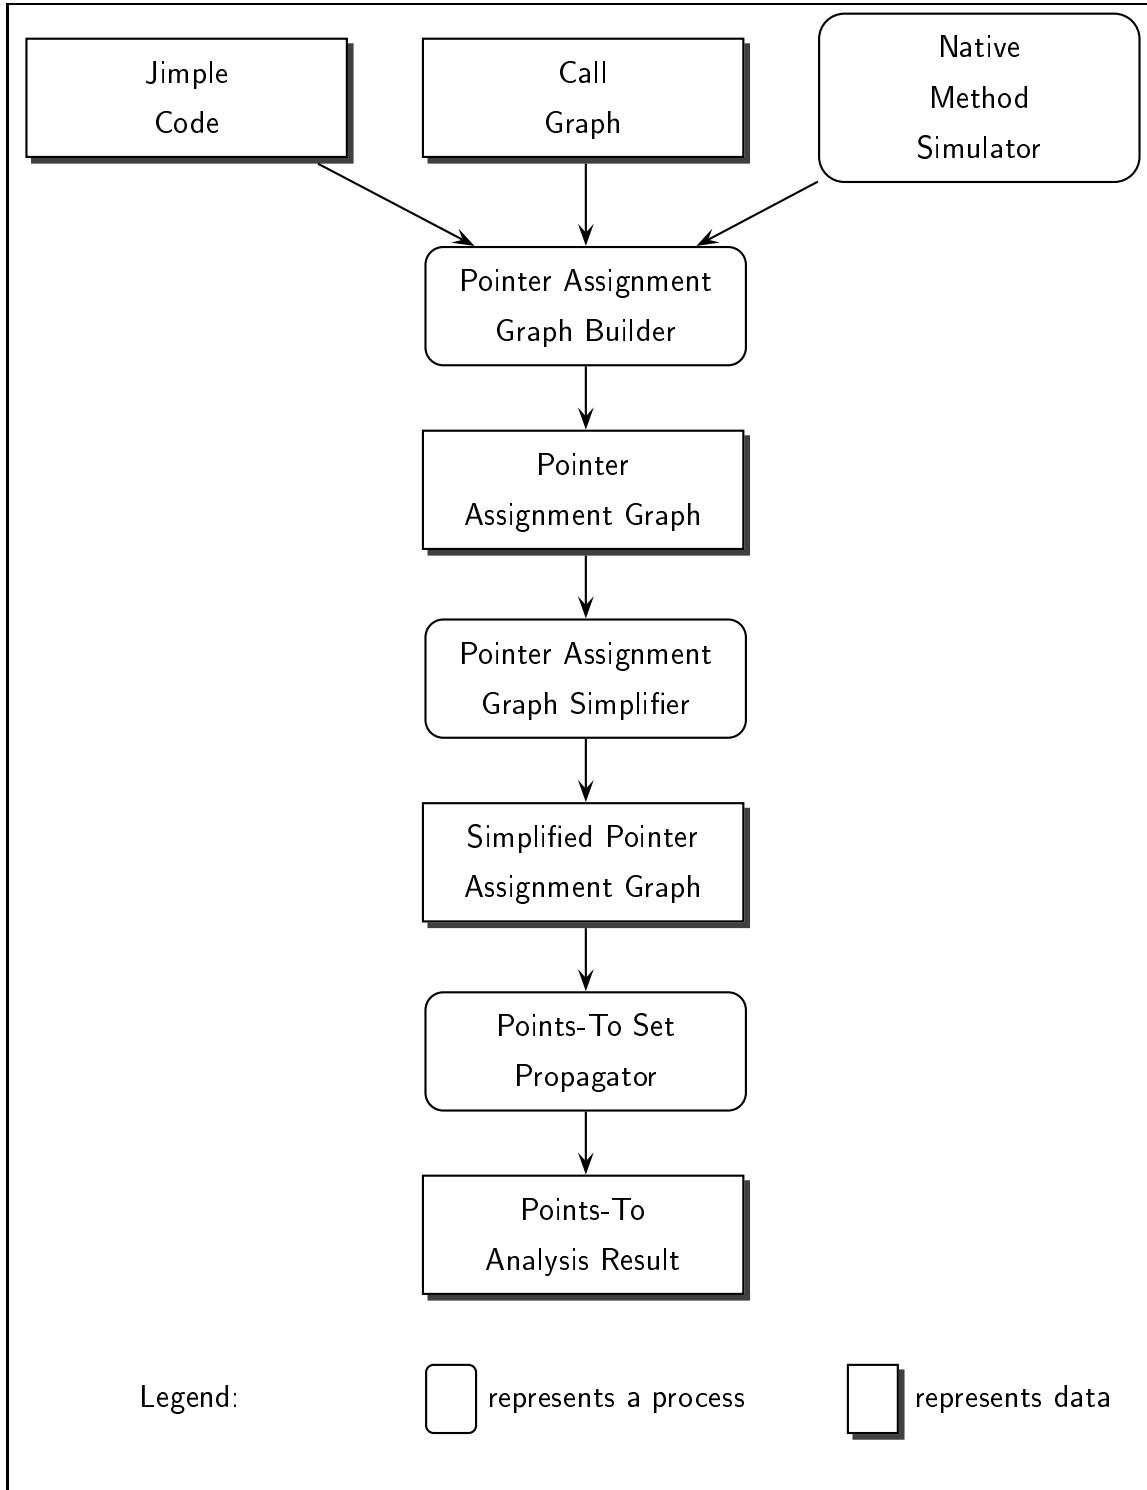 Jimple
Code
Call
Graph
Native
Method
Simulator
Pointer Assignment
Graph Builder
Pointer
Assignment Graph
Pointer Assignment
Graph Simplifier
Simplified Pointer
Assignment Graph
Points-To Set
Propagator
Points-To
Analysis Result
Legend:
represents a process
represents data